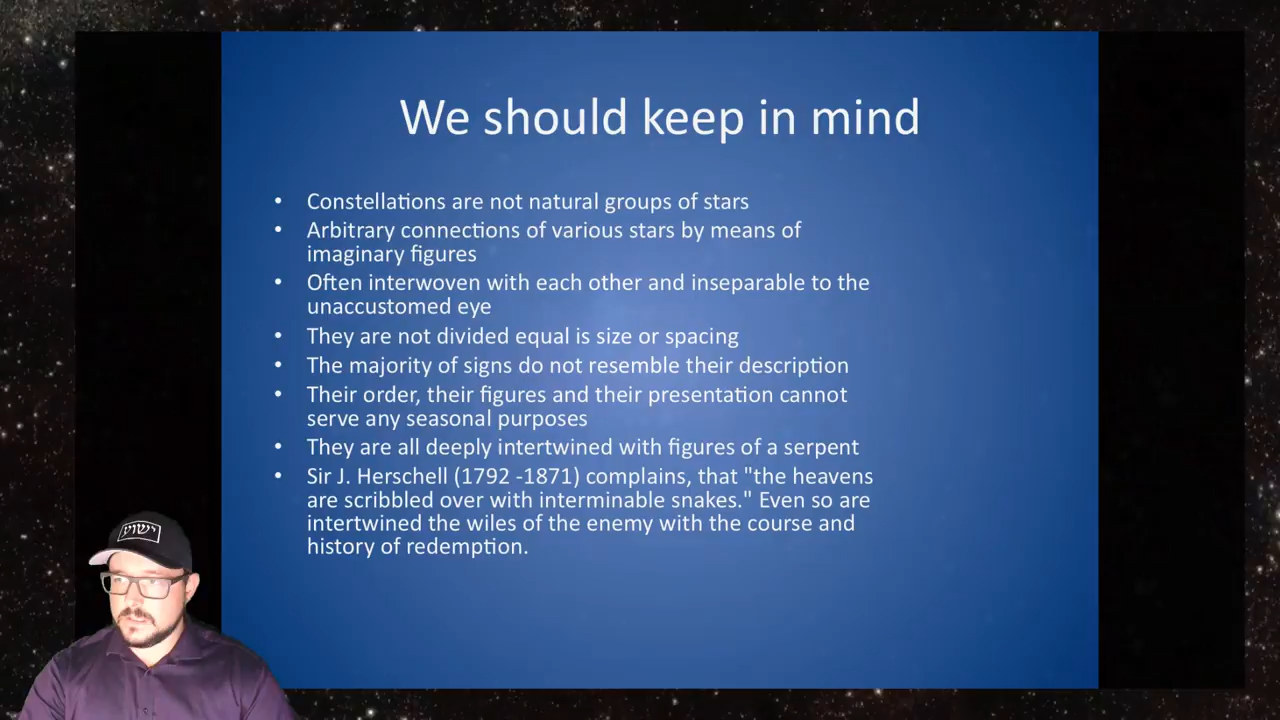 We should keep in mind
• Constellations are not natural groups of stars
• Arbitrary connections of various stars by means of
imaginary figures
• Often interwoven with each other and inseparable to the
unaccustomed eye
• They are not divided equal is size or spacing
• The majority of signs do not resemble their description
• Their order, their figures and their presentation cannot
serve any seasonal purposes
• They are all deeply intertwined with figures of a serpent
• Sir J. Herschell (1792 -1871) complains, that "the heavens
are scribbled over with interminable snakes." Even so are
intertwined the wiles of the enemy with the course and
history of redemption.
ישוע